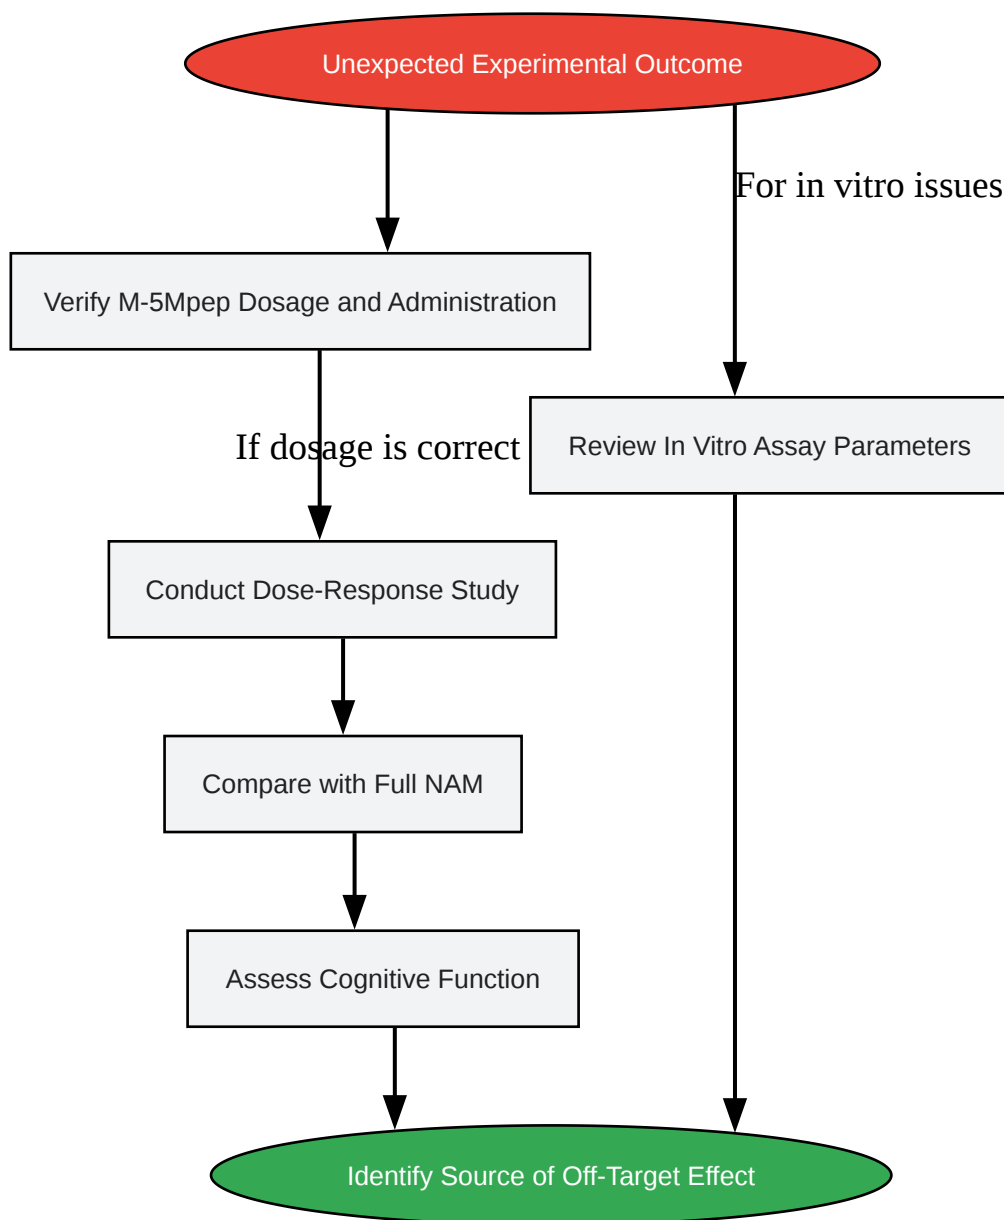 Unexpected Experimental Outcome
For in vitro issues
Verify M-5Mpep Dosage and Administration
If dosage is correct
Review In Vitro Assay Parameters
Conduct Dose-Response Study
Compare with Full NAM
Assess Cognitive Function
Identify Source of Off-Target Effect